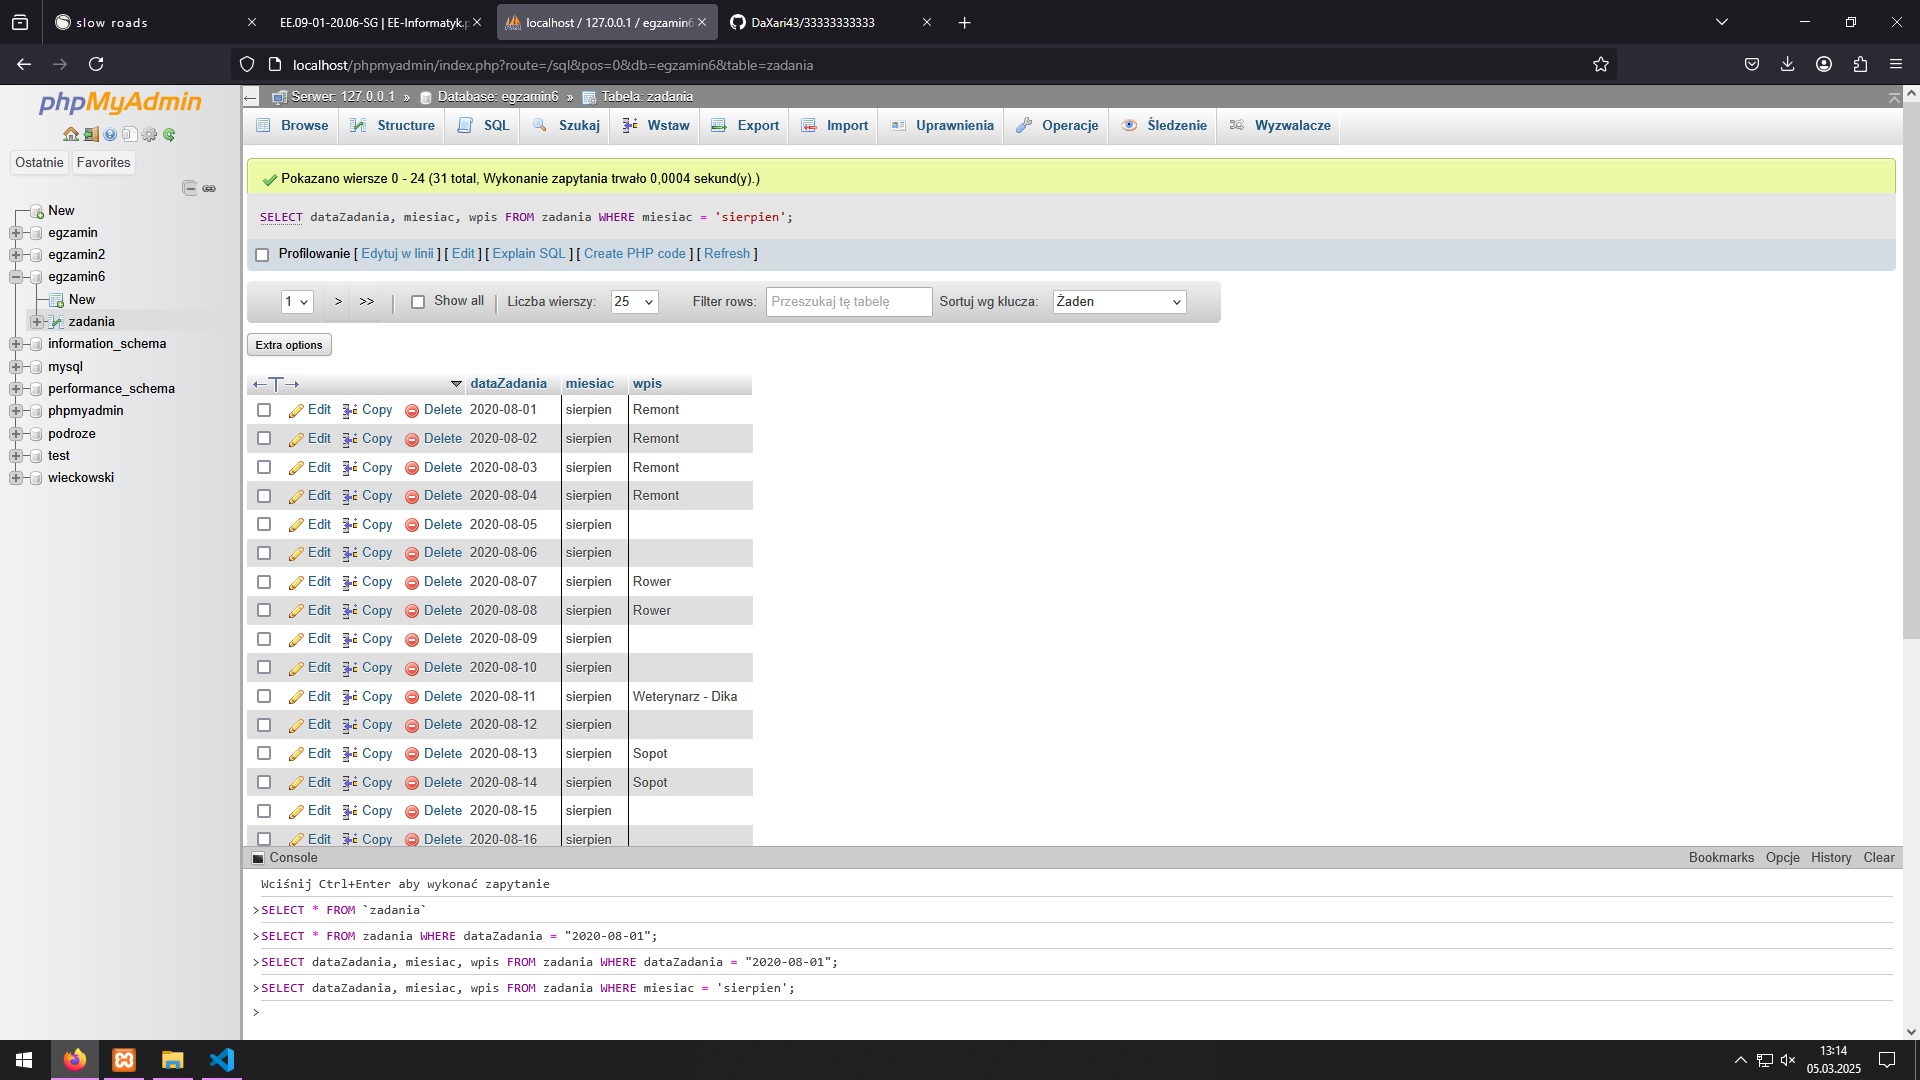 slow roads
EE.09-01-20.06-SG | EE-Informatyk.p
localhost / 127.0.0.1 / egzamin6
DaXari43/33333333333
localhost/phpmyadmin/index.php?route=/sql&pos=0&db=egzamin6&table=zadania
phpMyAdmin
Ostatnie Favorites
New
egzamin
egzamin2
egzamin6
New
zadania
information_schema
mysql
performance_schema
phpmyadmin
podroze
test
wieckowski
Serwer: 127.0.0.1 » Database: egzamin6 » Tabela: zadania
Browse Structure SQL Szukaj Wstaw Export Import Uprawnienia Operacje Śledzenie Wyzwalacze
Pokazano wiersze 0 - 24 (31 total, Wykonanie zapytania trwało 0,0004 sekund(y).)
SELECT dataZadania, miesiac, wpis FROM zadania WHERE miesiac = 'sierpien';
Profilowanie [ Edytuj w linii ] [ Edit ] [ Explain SQL ] [ Create PHP code ] [ Refresh ]
1 > >> | Show all | Liczba wierszy: 25 Filter rows: Przeszukaj tę tabelę Sortuj wg klucza: Żaden
Extra options
←T→ dataZadania miesiac wpis
Edit Copy Delete 2020-08-01 sierpien Remont
Edit Copy Delete 2020-08-02 sierpien Remont
Edit Copy Delete 2020-08-03 sierpien Remont
Edit Copy Delete 2020-08-04 sierpien Remont
Edit Copy Delete 2020-08-05 sierpien
Edit Copy Delete 2020-08-06 sierpien
Edit Copy Delete 2020-08-07 sierpien Rower
Edit Copy Delete 2020-08-08 sierpien Rower
Edit Copy Delete 2020-08-09 sierpien
Edit Copy Delete 2020-08-10 sierpien
Edit Copy Delete 2020-08-11 sierpien Weterynarz - Dika
Edit Copy Delete 2020-08-12 sierpien
Edit Copy Delete 2020-08-13 sierpien Sopot
Edit Copy Delete 2020-08-14 sierpien Sopot
Edit Copy Delete 2020-08-15 sierpien
Edit Copy Delete 2020-08-16 sierpien
Console Bookmarks Opcje History Clear
Wciśnij Ctrl+Enter aby wykonać zapytanie
>SELECT * FROM `zadania`
>SELECT * FROM zadania WHERE dataZadania = "2020-08-01";
>SELECT dataZadania, miesiac, wpis FROM zadania WHERE dataZadania = "2020-08-01";
>SELECT dataZadania, miesiac, wpis FROM zadania WHERE miesiac = 'sierpien';
>
13:14
05.03.2025